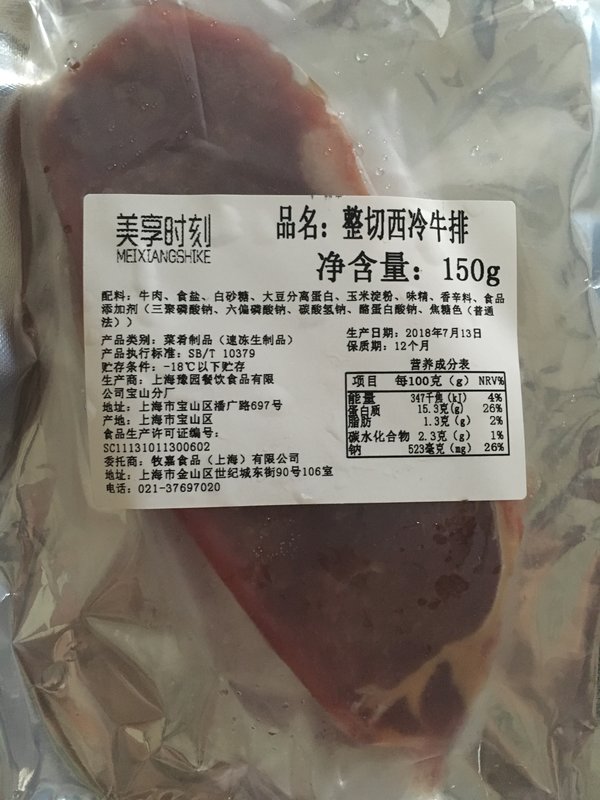 美享时刻
MEIXIANGSHIKE
品名：整切西冷牛排
净含量：150g
配料：牛肉、食盐、白砂糖、大豆分离蛋白、玉米淀粉、味精、香辛料、食品
添加剂（三聚磷酸钠、六偏磷酸钠、碳酸氢钠、酪蛋白酸钠、焦糖色（普通
法））
产品类别：菜肴制品（速冻生制品）
产品执行标准：SB/T 10379
贮存条件：-18℃以下贮存
生产商：上海豫园餐饮食品有限
公司宝山分厂
地址：上海市宝山区潘广路697号
产地：上海市宝山区
食品生产许可证编号：
SC11131011300602
委托商：牧嘉食品（上海）有限公司
地址：上海市金山区世纪城东街90号106室
电话：021-37697020
生产日期：2018年7月13日
保质期：12个月
营养成分表
项目 每100克（g） NRV%
能量 347千焦(kJ) 4%
蛋白质 15.3克(g) 26%
脂肪 1.3克（g） 2%
碳水化合物 2.3克（g） 1%
钠 523毫克（mg） 26%